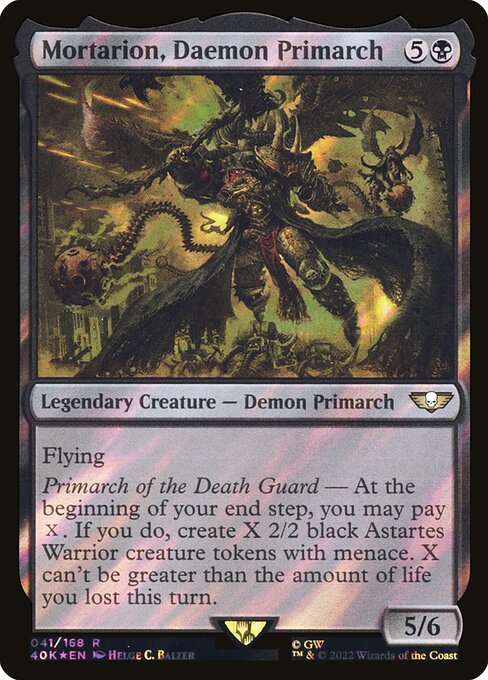 Mortarion, Daemon Primarch 5
Legendary Creature — Demon Primarch
Flying
Primarch of the Death Guard — At the
beginning of your end step, you may pay
X. If you do, create X 2/2 black Astartes
Warrior creature tokens with menace. X
can't be greater than the amount of life
you lost this turn.
5/6
041/168 R
40K★EN Helge C. Balzer
© GW
™ & © 2022 Wizards of the Coast